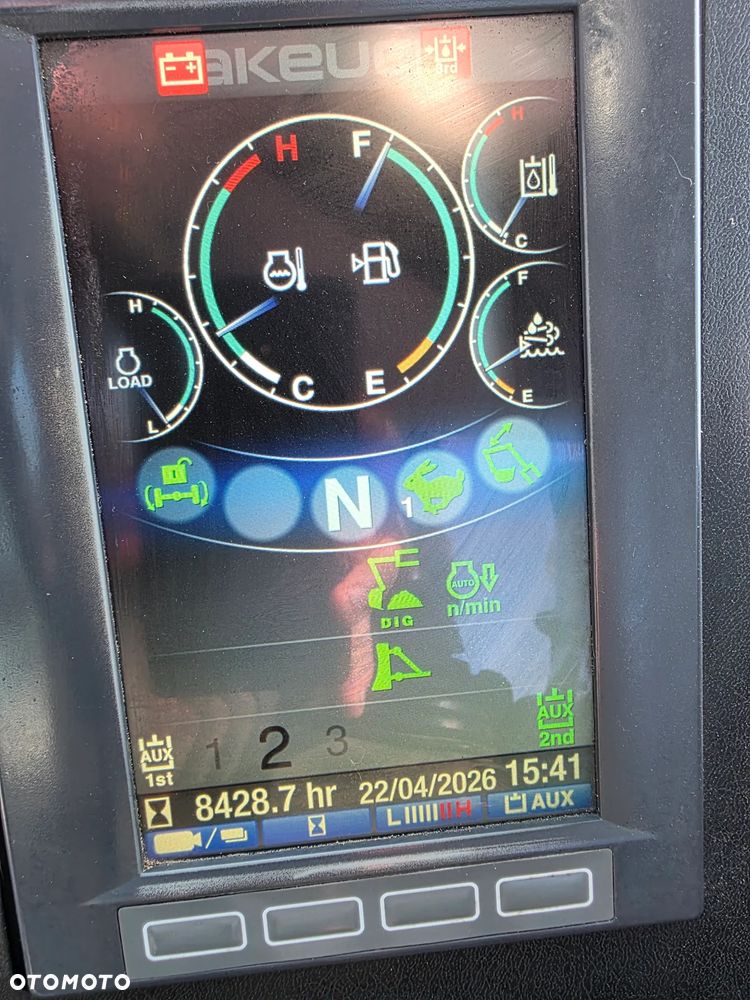 AKEU
3rd
H F
H
C
C E
H
LOAD
L
F
E
N
1
AUTO
n/min
DIG
AUX
1st
1 2 3
AUX
2nd
8428.7 hr 22/04/2026 15:41
/ L H AUX
OTOMOTO